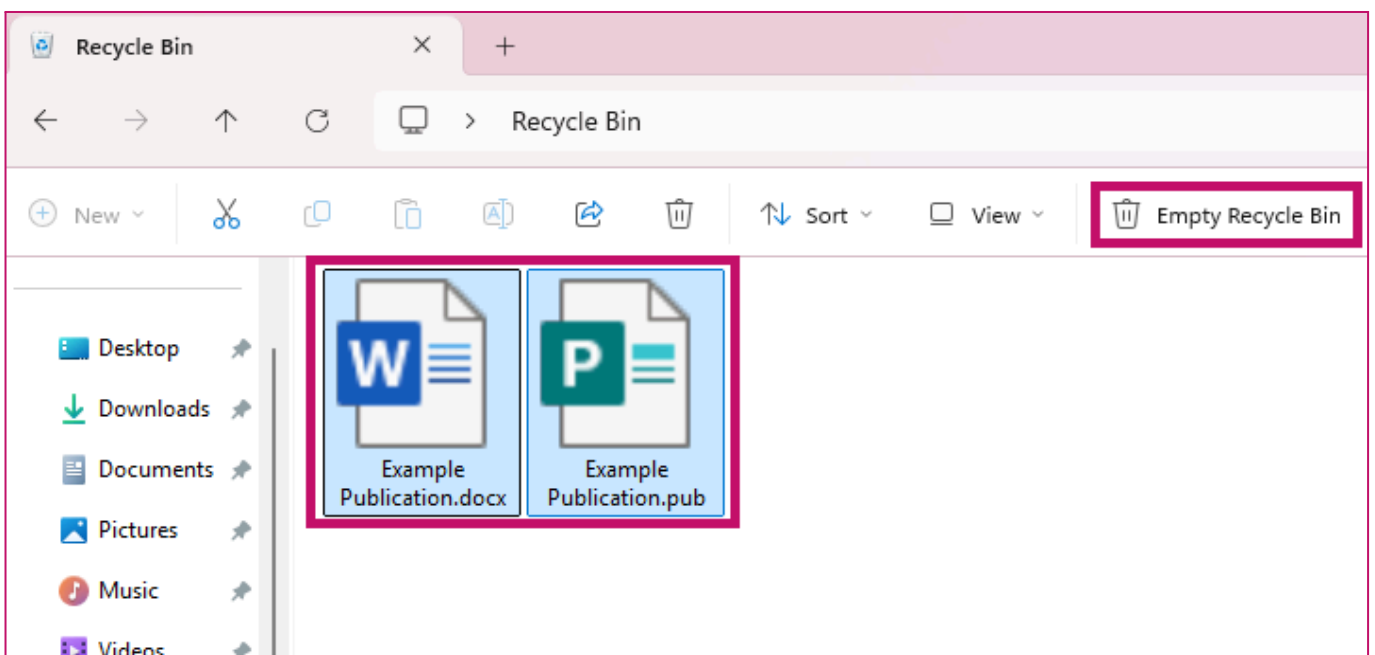 Recycle Bin
Recycle Bin
New
Sort
View
Empty Recycle Bin
Desktop
Downloads
Documents
Pictures
Music
Videos
W
P
Example
Publication.docx
Example
Publication.pub